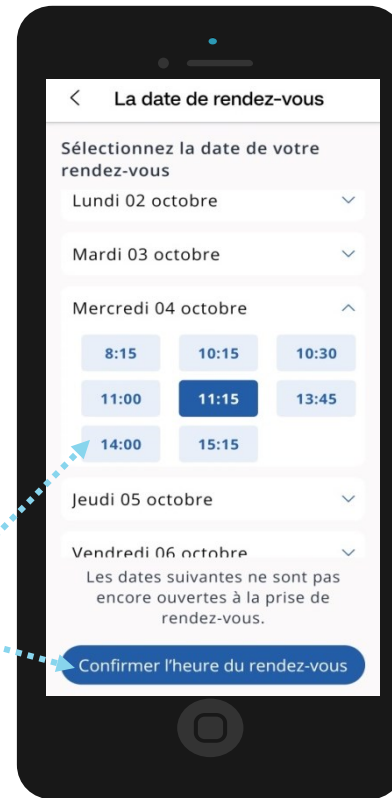 La date de rendez-vous
Sélectionnez la date de votre
rendez-vous
Lundi 02 octobre
Mardi 03 octobre
Mercredi 04 octobre
8:15 10:15 10:30
11:00 11:15 13:45
14:00 15:15
Jeudi 05 octobre
Vendredi 06 octobre
Les dates suivantes ne sont pas
encore ouvertes à la prise de
rendez-vous.
Confirmer l'heure du rendez-vous